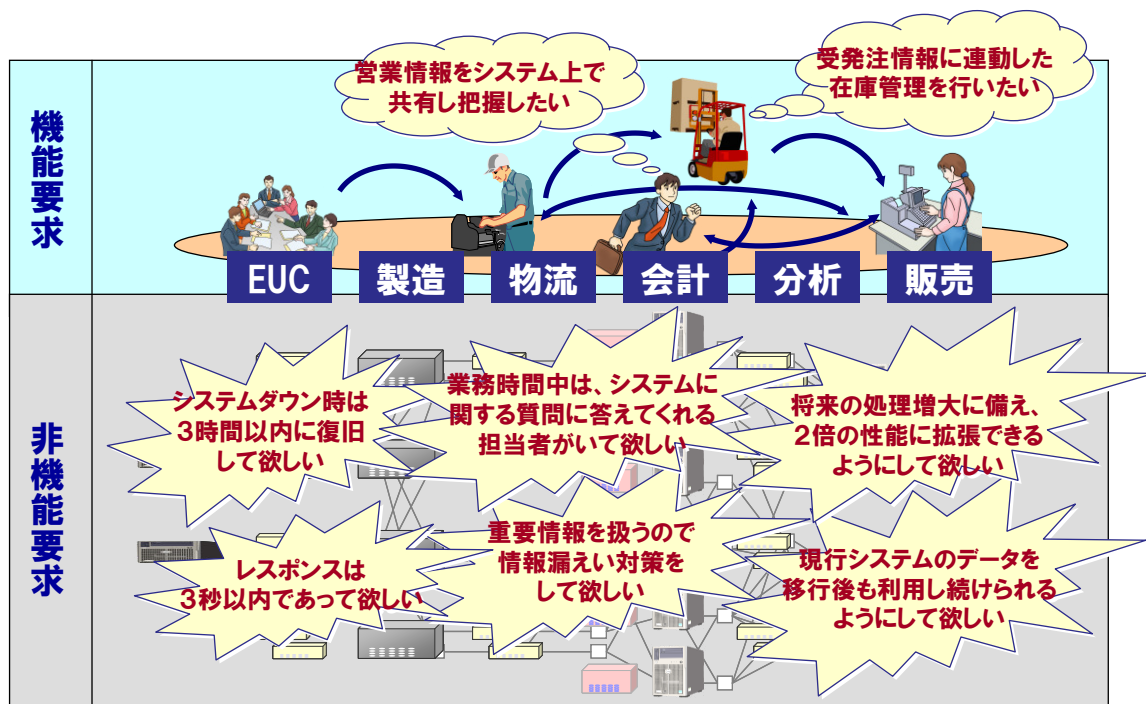 機能要求
営業情報をシステム上で
共有し把握したい
受発注情報に連動した
在庫管理を行いたい
EUC
製造
物流
会計
分析
販売
非機能要求
システムダウン時は
3時間以内に復旧
して欲しい
業務時間中は、システムに
関する質問に答えてくれる
担当者がいて欲しい
将来の処理増大に備え、
2倍の性能に拡張できる
ようにして欲しい
レスポンスは
3秒以内であって欲しい
重要情報を扱うので
情報漏えい対策を
して欲しい
現行システムのデータを
移行後も利用し続けられる
ようにして欲しい